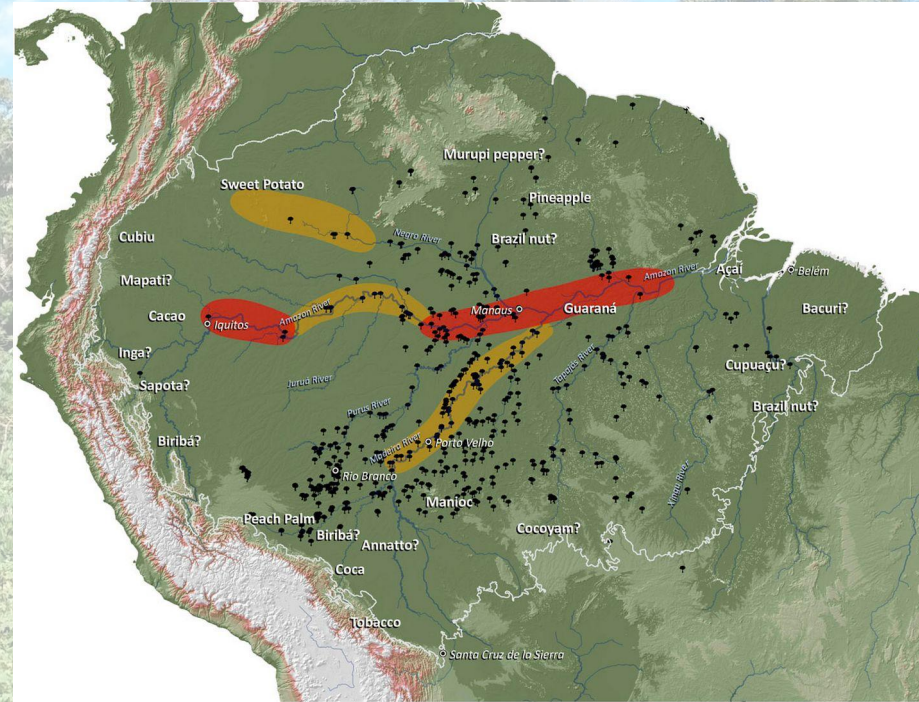 Murupi pepper?
Sweet Potato
Pineapple
Cubiu
Negro River
Brazil nut?
Mapati?
Amazon River
Açaí
Belém
Cacao
Iquitos
Amazon River
Manaus
Guaraná
Bacuri?
Inga?
Sapota?
Jurua River
Tapajós River
Cupuaçu?
Purus River
Brazil nut?
Biribá?
Madeira River
Porto Velho
Rio Branco
Xingu River
Manioc
Peach Palm
Biribá?
Annatto?
Cocoyam?
Coca
Tobacco
Santa Cruz de la Sierra